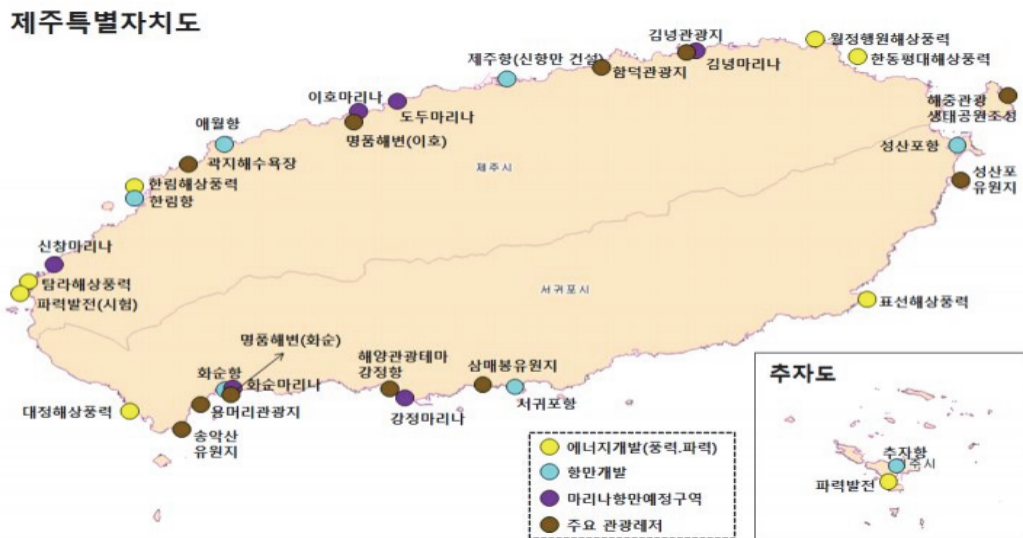 제주특별자치도
김녕관광지
월정행원해상풍력
제주항(신항만 건설)
함덕관광지
김녕마리나
한동평대해상풍력
이호마리나
도두마리나
해중관광
생태공원조성
애월항
명품해변(이호)
성산포항
곽지해수욕장
제주시
성산포
유원지
한림해상풍력
한림항
신창마리나
탐라해상풍력
파력발전(시험)
서귀포시
표선해상풍력
명품해변(화순)
해양관광테마
강정항
삼매봉유원지
화순항
화순마리나
대정해상풍력
용머리관광지
강정마리나
서귀포항
송악산
유원지
에너지개발(풍력.파력)
항만개발
마리나항만예정구역
주요 관광레저
추자도
추자항
주시
파력발전